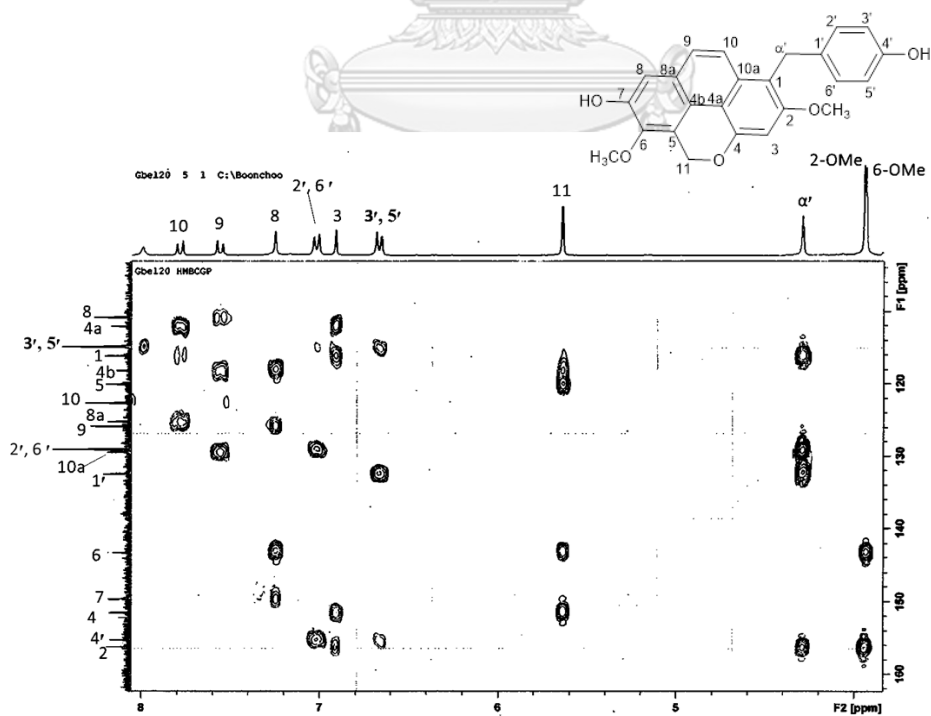 9
10
α'
1'
2'
3'
4'
OH
5'
6'
8
8a
10a
1
7
HO
4b
4a
2
OCH₃
6
5
4
3
H₃CO
11
O
Gbe120 5 1 C:\Boonchoo
10
9
8
2', 6'
3
3', 5'
11
α'
2-OMe
6-OMe
Gbe120 HMBCGP
8
4a
3', 5'
1
4b
5
10
8a
9
2', 6'
10a
1'
6
7
4
4'
2
F1 [ppm]
120
130
140
150
160
8
7
6
5
F2 [ppm]